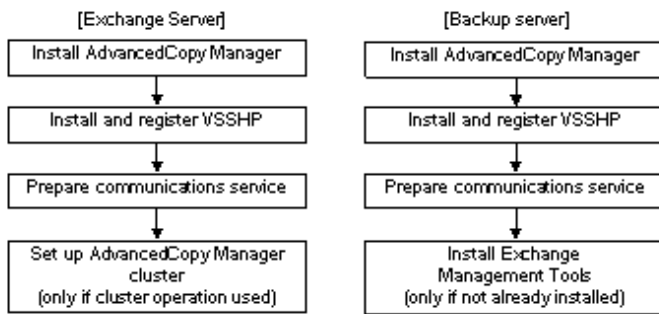 [Exchange Server]
Install AdvancedCopy Manager
Install and register VSSHP
Prepare communications service
Set up AdvancedCopy Manager
cluster
(only if cluster operation used)
[Backup server]
Install AdvancedCopy Manager
Install and register VSSHP
Prepare communications service
Install Exchange
Management Tools
(only if not already installed)